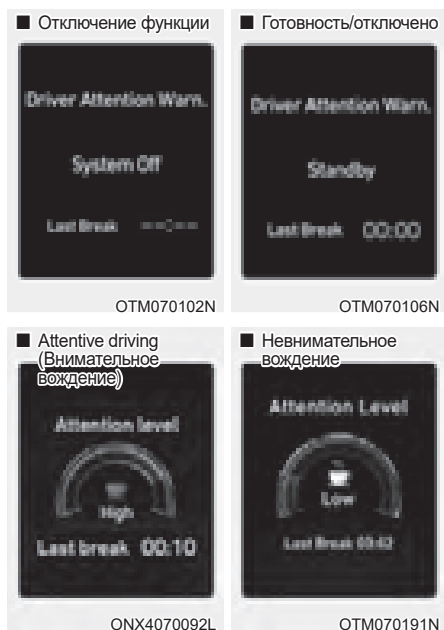 ■ Отключение функции
Driver Attention Warn.
System Off
Last Break --:--
OTM070102N
■ Готовность/отключено
Driver Attention Warn.
Standby
Last Break 00:00
OTM070106N
■ Attentive driving
(Внимательное
вождение)
Attention level
High
Last break 00:10
ONX4070092L
■ Невнимательное
вождение
Attention Level
Low
Last Break
OTM070191N